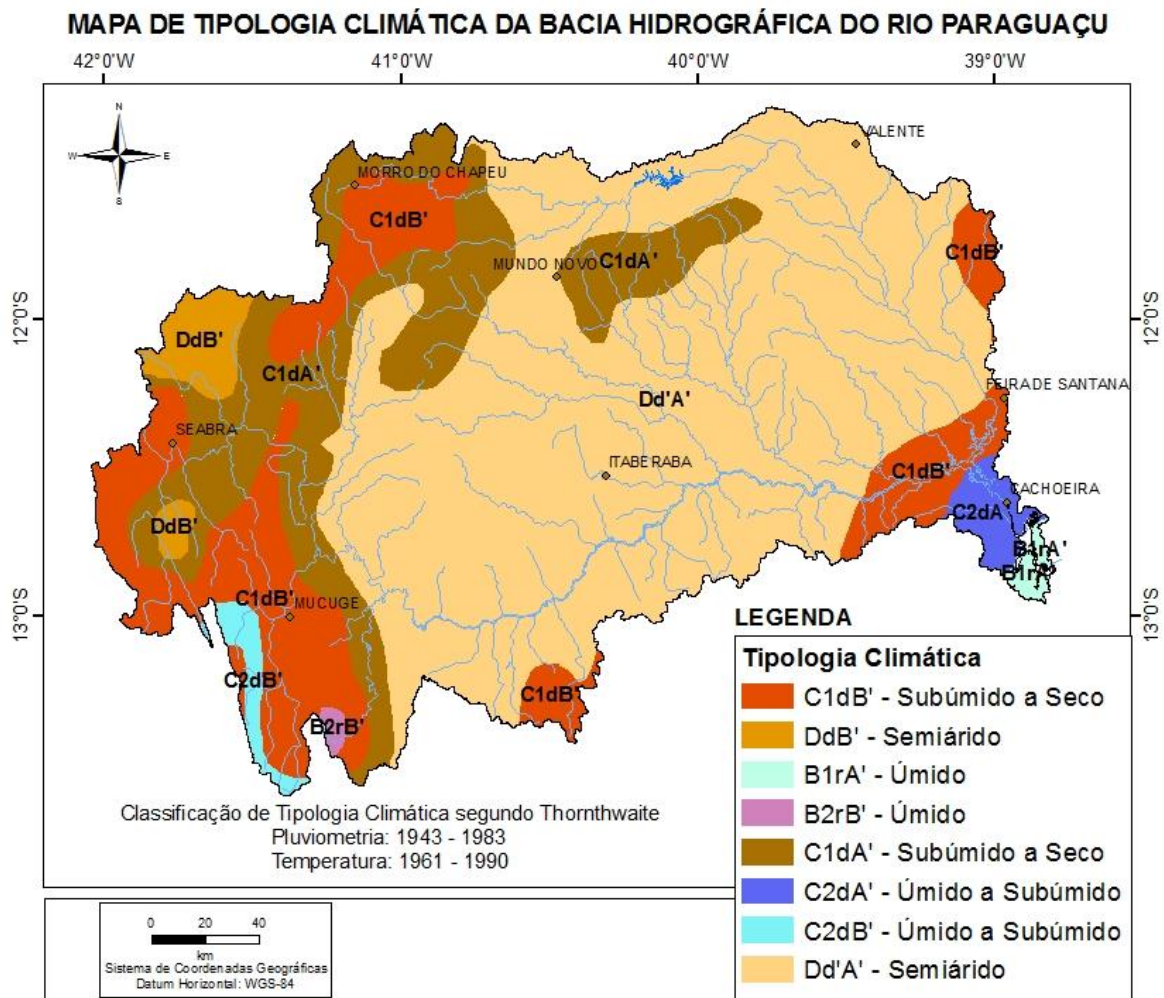 MAPA DE TIPOLOGIA CLIMÁTICA DA BACIA HIDROGRÁFICA DO RIO PARAGUAÇU
42°0'W 41°0'W 40°0'W 39°0'W
N
W E
S
VALENTE
MORRO DO CHAPEU
C1dB'
C1dB'
MUNDO NOVO
C1dA'
12°0'S
12°0'S
DdB'
C1dA'
FEIRA DE SANTANA
Dd'A'
SEABRA
ITABERABA
C1dB'
CACHOEIRA
C2dA
DdB'
B1rA'
B1rA'
C1dB'
MUCUGE
13°0'S
13°0'S
C2dB'
C1dB'
B2rB'
LEGENDA
Tipologia Climática
C1dB' - Subúmido a Seco
DdB' - Semiárido
B1rA' - Úmido
B2rB' - Úmido
C1dA' - Subúmido a Seco
C2dA' - Úmido a Subúmido
C2dB' - Úmido a Subúmido
Dd'A' - Semiárido
Classificação de Tipologia Climática segundo Thornthwaite
Pluviometria: 1943 - 1983
Temperatura: 1961 - 1990
0 20 40
km
Sistema de Coordenadas Geográficas
Datum Horizontal: WGS-84